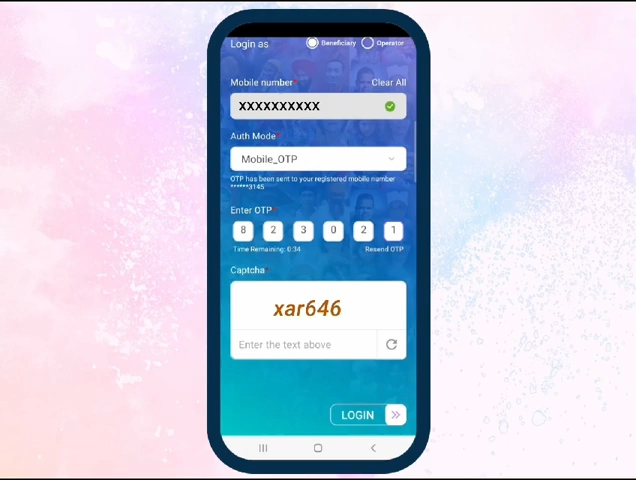 Login as Beneficiary Operator
Mobile number* Clear All
XXXXXXXXXX
Auth Mode*
Mobile_OTP
OTP has been sent to your registered mobile number
******3145
Enter OTP*
8 2 3 0 2 1
Time Remaining: 0:34 Resend OTP
Captcha*
xar646
Enter the text above
LOGIN